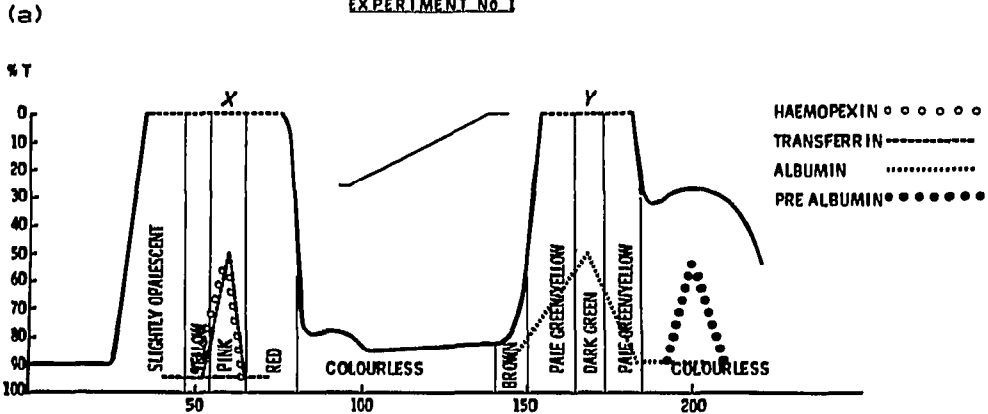 (a)
EXPERIMENT No I
% T
X
Y
0
10
20
30
40
50
60
70
80
90
100
HAEMOPEXIN
TRANSFERRIN
ALBUMIN
PRE ALBUMIN
SLIGHTLY OPALESCENT
YELLOW
PINK
RED
COLOURLESS
BROWN
PALE GREEN/YELLOW
DARK GREEN
PALE GREEN/YELLOW
COLOURLESS
50
100
150
200